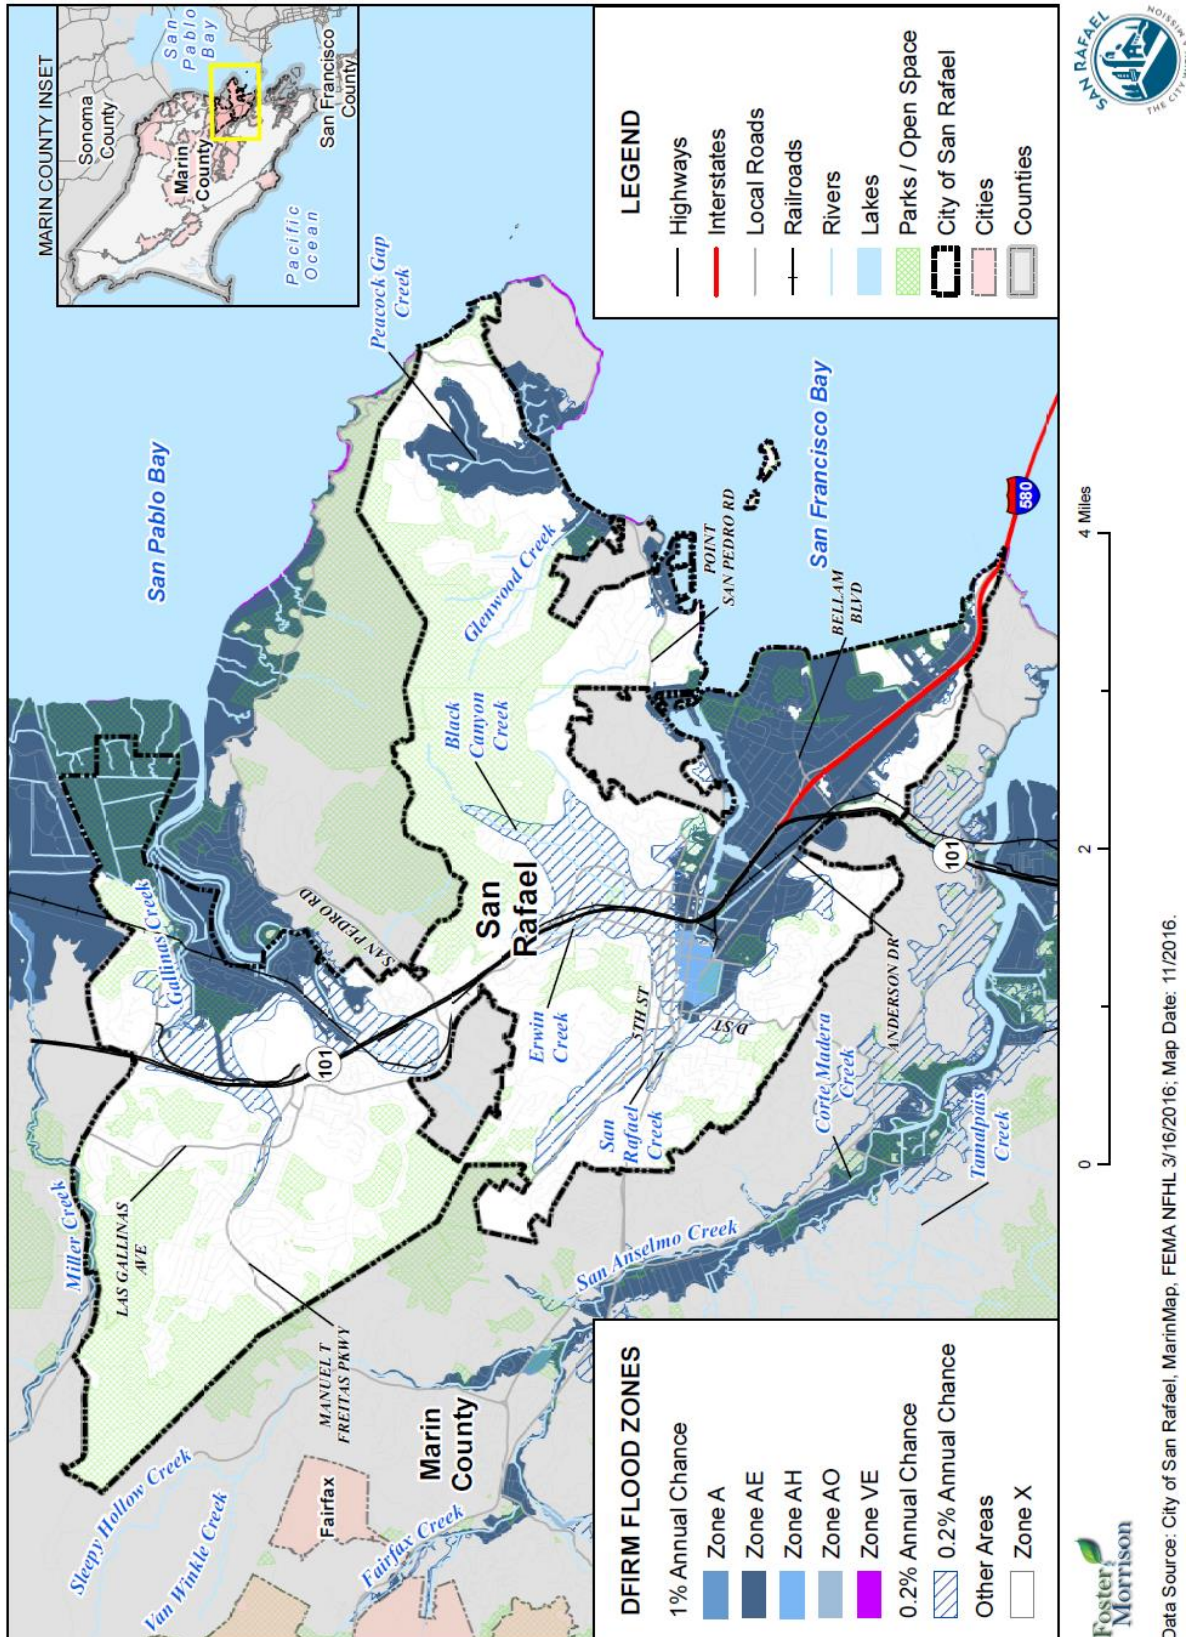 MARIN COUNTY INSET
Sonoma
County
San
Pablo
Bay
Marin
County
Pacific
Ocean
San Francisco
County
San Pablo Bay
Peacock Gap
Creek
Miller Creek
Gallinas Creek
LAS GALLINAS
AVE
101
SAN PEDRO RD
MANUEL T
FREITAS PKWY
Sleepy Hollow Creek
Van Winkle Creek
Fairfax
Marin
County
Fairfax Creek
San
Rafael
Black
Canyon
Creek
Glenwood Creek
Erwin
Creek
5TH ST
D ST
San
Rafael
Creek
San Anselmo Creek
POINT
SAN PEDRO RD
San Francisco Bay
BELLAM
BLVD
ANDERSON DR
Corte Madera
Creek
Tamalpais
Creek
101
580
DFIRM FLOOD ZONES
1% Annual Chance
Zone A
Zone AE
Zone AH
Zone AO
Zone VE
0.2% Annual Chance
0.2% Annual Chance
Other Areas
Zone X
LEGEND
Highways
Interstates
Local Roads
Railroads
Rivers
Lakes
Parks / Open Space
City of San Rafael
Cities
Counties
0 2 4 Miles
Foster
Morrison
SAN RAFAEL
THE CITY WITH A MISSION
Data Source: City of San Rafael, MarinMap, FEMA NFHL 3/16/2016; Map Date: 11/2016.